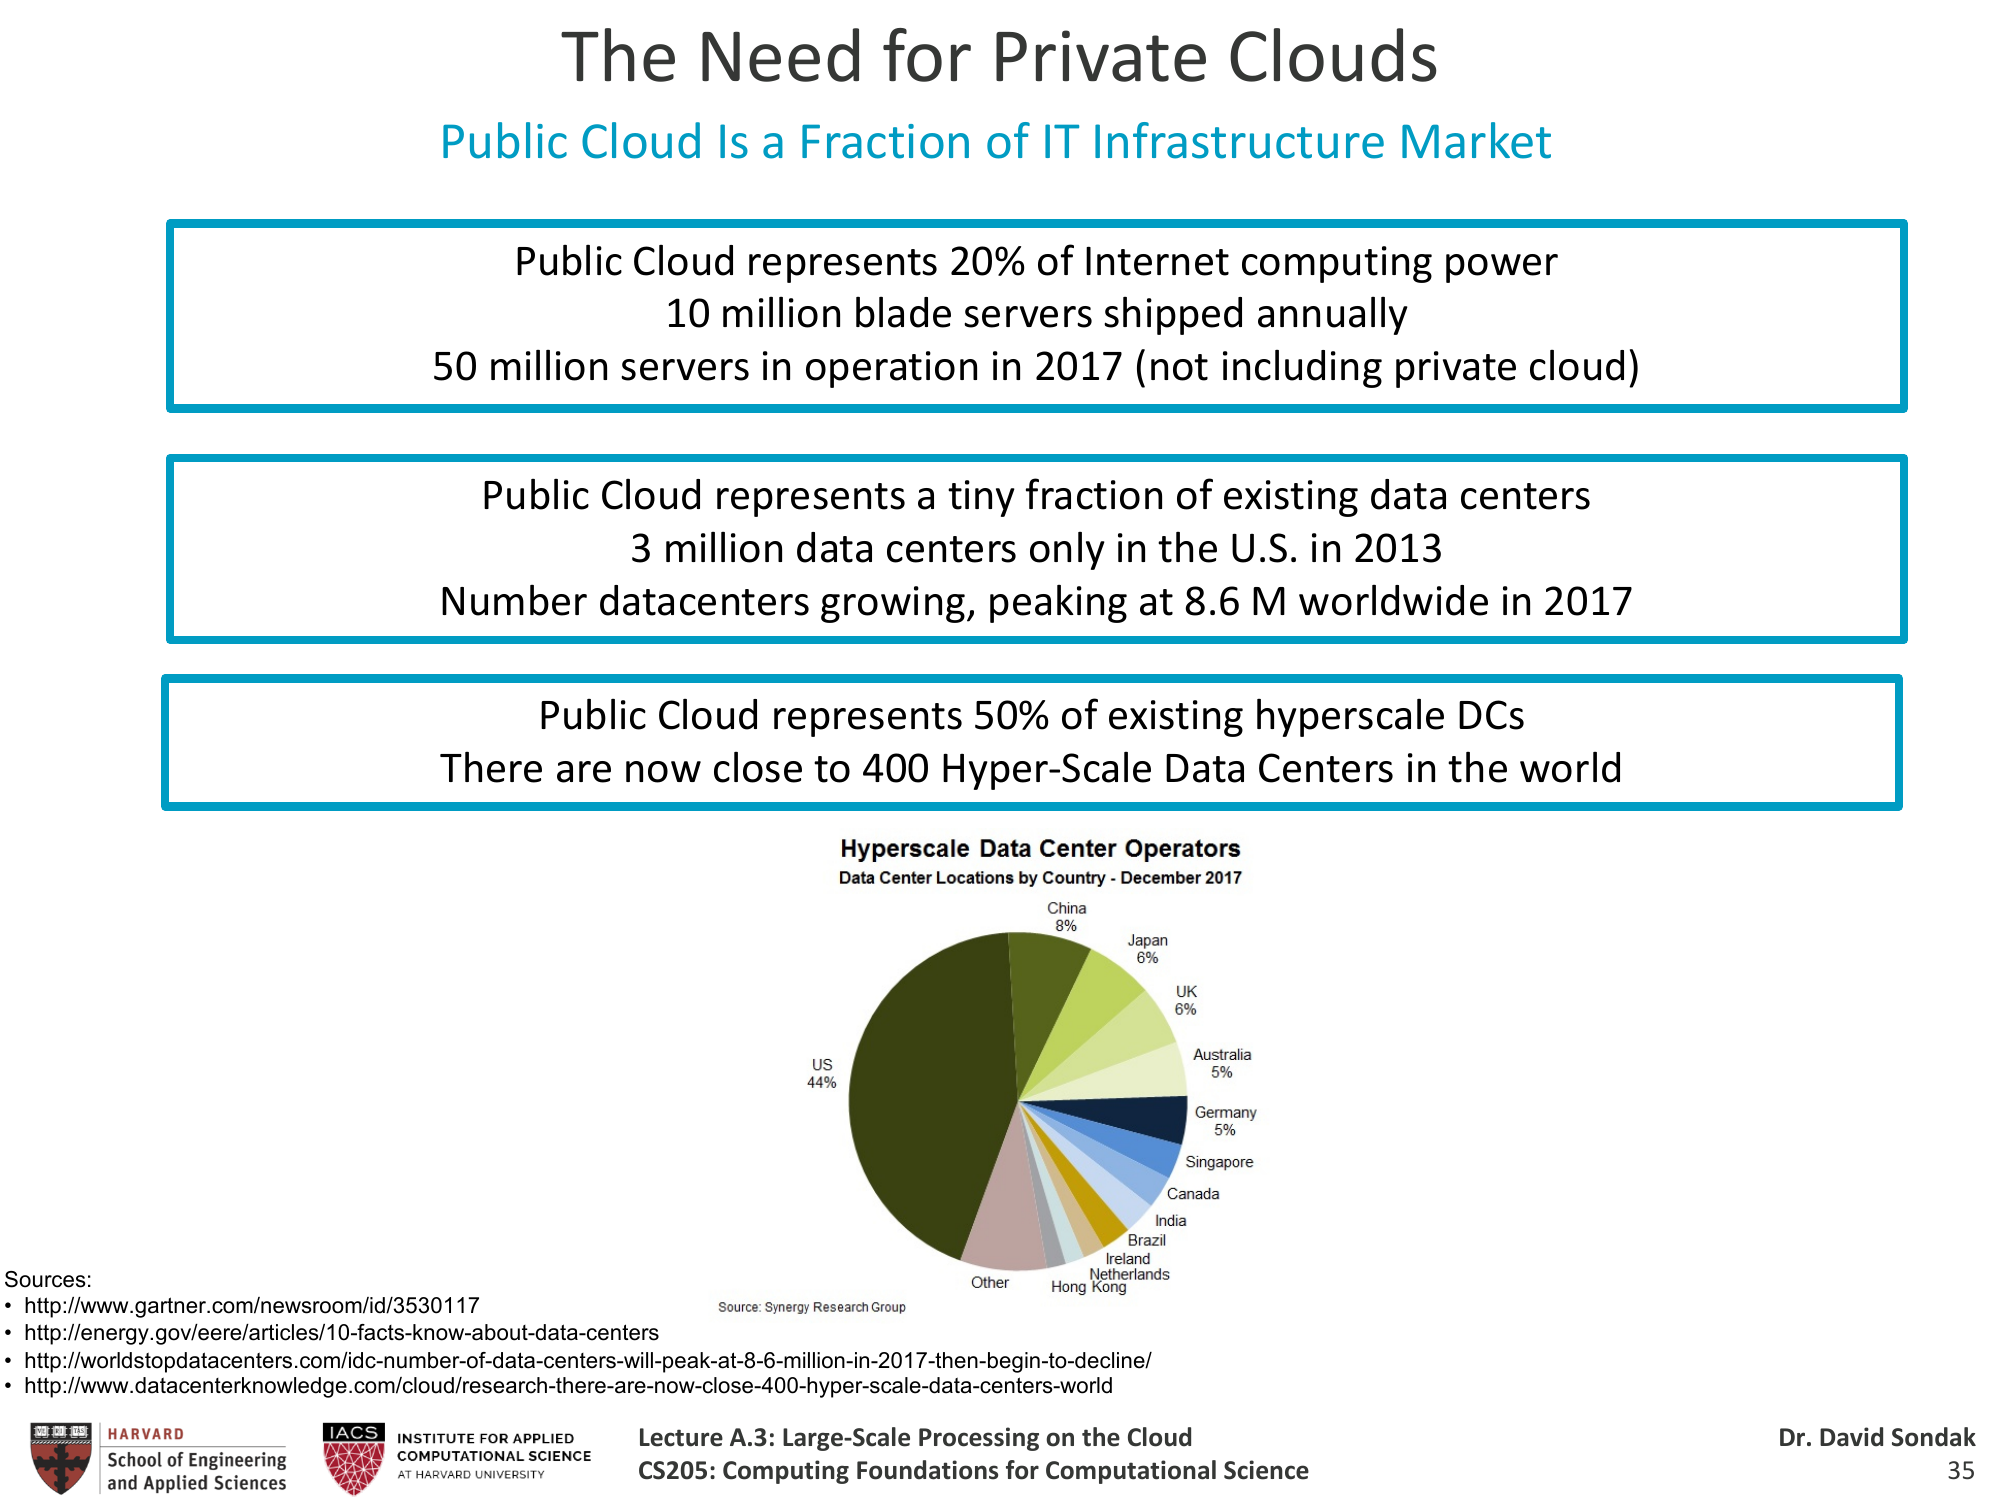 The Need for Private Clouds
Public Cloud Is a Fraction of IT Infrastructure Market
Public Cloud represents 20% of Internet computing power
10 million blade servers shipped annually
50 million servers in operation in 2017 (not including private cloud)
Public Cloud represents a tiny fraction of existing data centers
3 million data centers only in the U.S. in 2013
Number datacenters growing, peaking at 8.6 M worldwide in 2017
Public Cloud represents 50% of existing hyperscale DCs
There are now close to 400 Hyper-Scale Data Centers in the world
Hyperscale Data Center Operators
Data Center Locations by Country - December 2017
China
8%
Japan
6%
UK
6%
Australia
5%
Germany
5%
Singapore
Canada
India
Brazil
Ireland
Netherlands
Hong Kong
Other
US
44%
Source: Synergy Research Group
Sources:
• http://www.gartner.com/newsroom/id/3530117
• http://energy.gov/eere/articles/10-facts-know-about-data-centers
• http://worldstopdatacenters.com/idc-number-of-data-centers-will-peak-at-8-6-million-in-2017-then-begin-to-decline/
• http://www.datacenterknowledge.com/cloud/research-there-are-now-close-400-hyper-scale-data-centers-world
HARVARD
School of Engineering
and Applied Sciences
IACS
INSTITUTE FOR APPLIED
COMPUTATIONAL SCIENCE
AT HARVARD UNIVERSITY
Lecture A.3: Large-Scale Processing on the Cloud
CS205: Computing Foundations for Computational Science
Dr. David Sondak
35